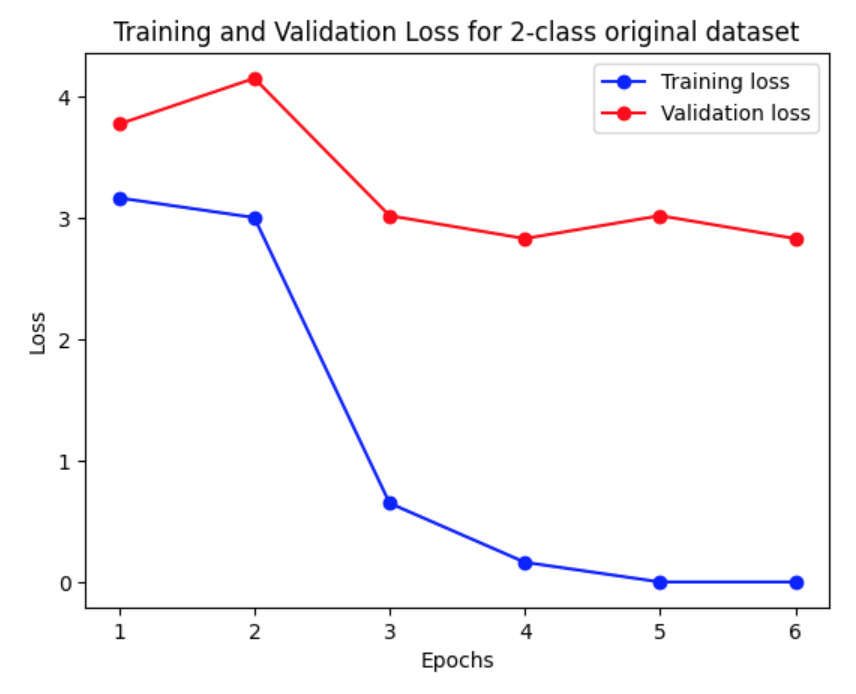 Training and Validation Loss for 2-class original dataset
Training loss
Validation loss
4
3
2
1
0
Loss
1 2 3 4 5 6
Epochs